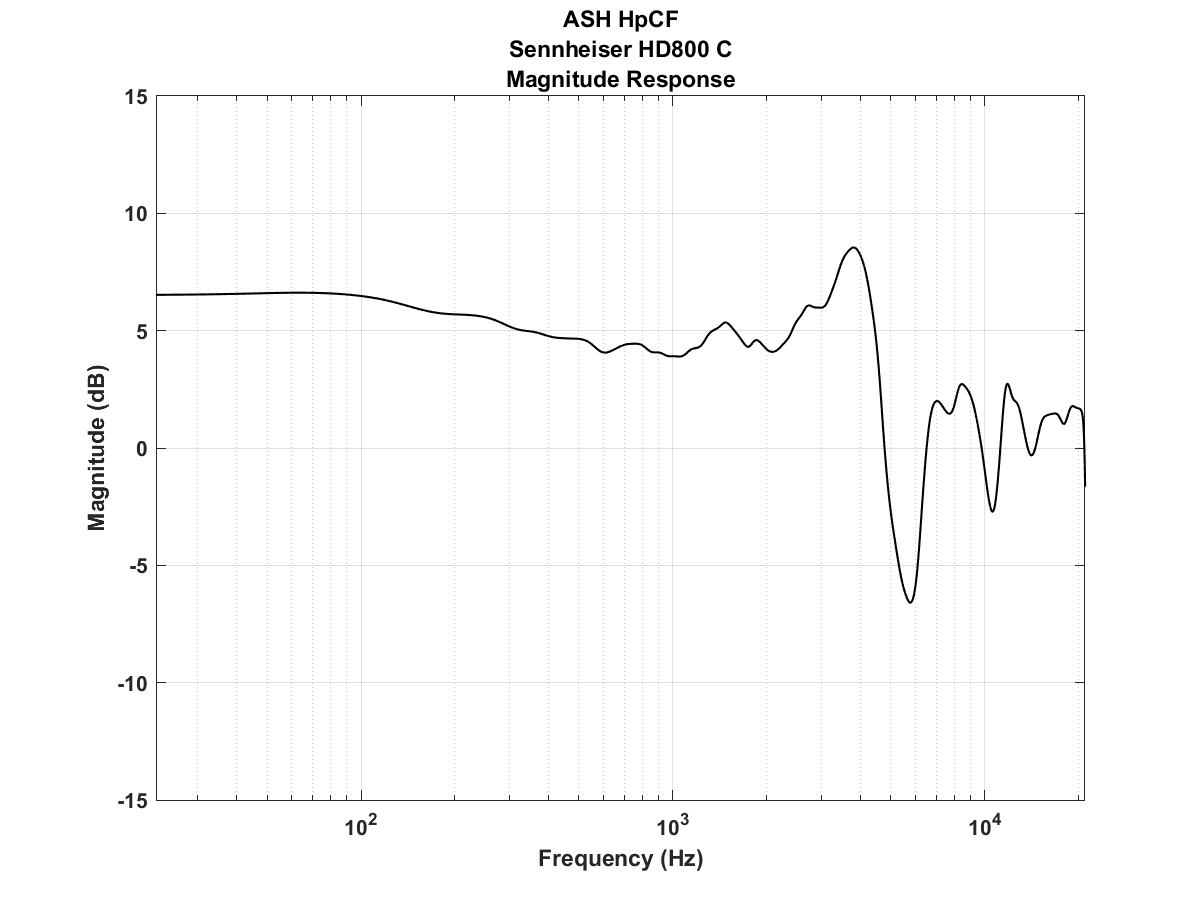 ASH HpCF
Sennheiser HD800 C
Magnitude Response
15
10
5
0
-5
-10
-15
Magnitude (dB)
10²
10³
10⁴
Frequency (Hz)